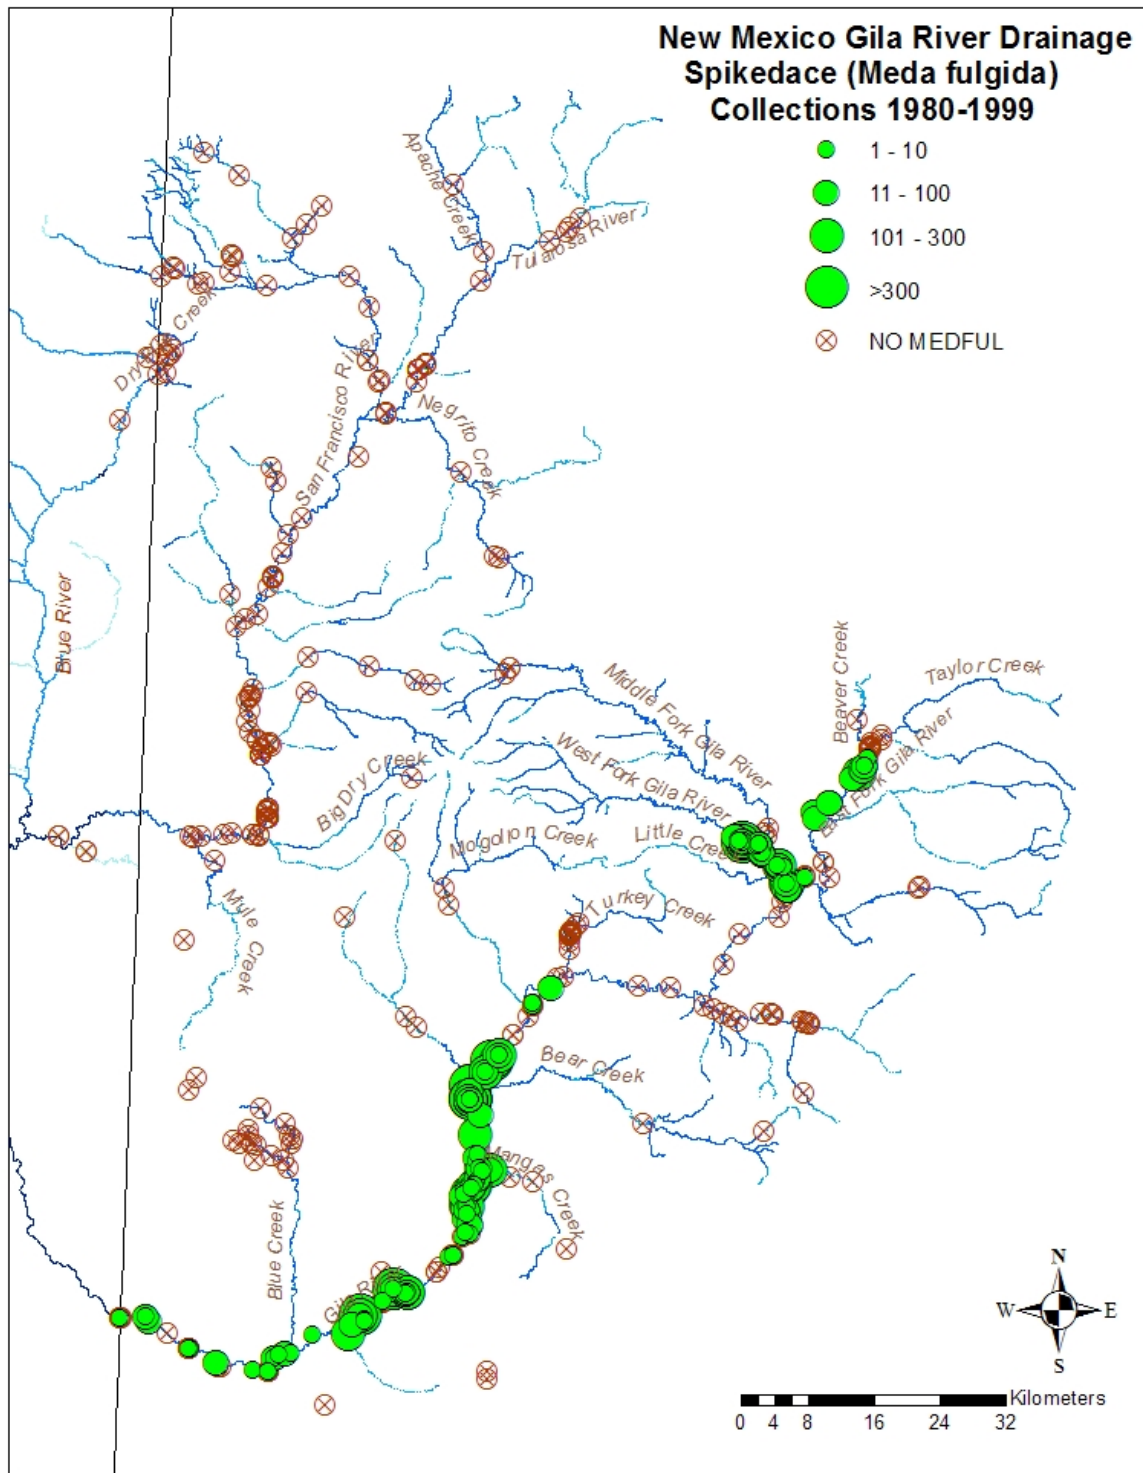 New Mexico Gila River Drainage
Spikedace (Meda fulgida)
Collections 1980-1999
1 - 10
11 - 100
101 - 300
>300
NO MEDFUL
Apache Creek
Tularosa River
Creek
San Francisco River
Negrito Creek
Blue River
Beaver Creek
Taylor Creek
Middle Fork Gila River
West Fork Gila River
East Fork Gila River
Big Dry Creek
Mogollon Creek
Little Creek
Turkey Creek
Mule Creek
Bear Creek
Mangas Creek
Blue Creek
Gila River
N
W
E
S
Kilometers
0 4 8 16 24 32